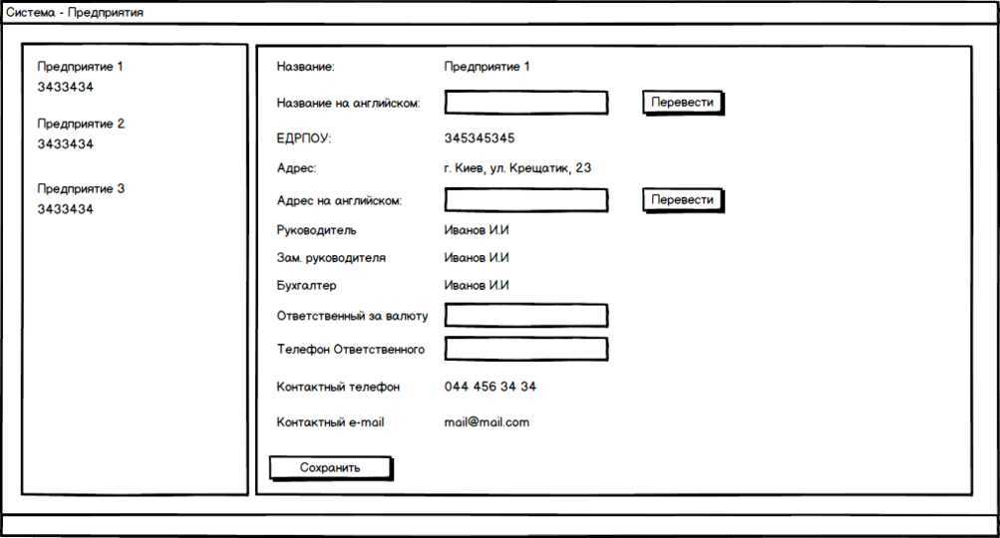 Система - Предприятия
Предприятие 1
3433434
Предприятие 2
3433434
Предприятие 3
3433434
Название: Предприятие 1
Название на английском: Перевести
ЕДРПОУ: 345345345
Адрес: г. Киев, ул. Крещатик, 23
Адрес на английском: Перевести
Руководитель Иванов И.И
Зам. руководителя Иванов И.И
Бухгалтер Иванов И.И
Ответственный за валюту
Телефон Ответственного
Контактный телефон 044 456 34 34
Контактный e-mail mail@mail.com
Сохранить